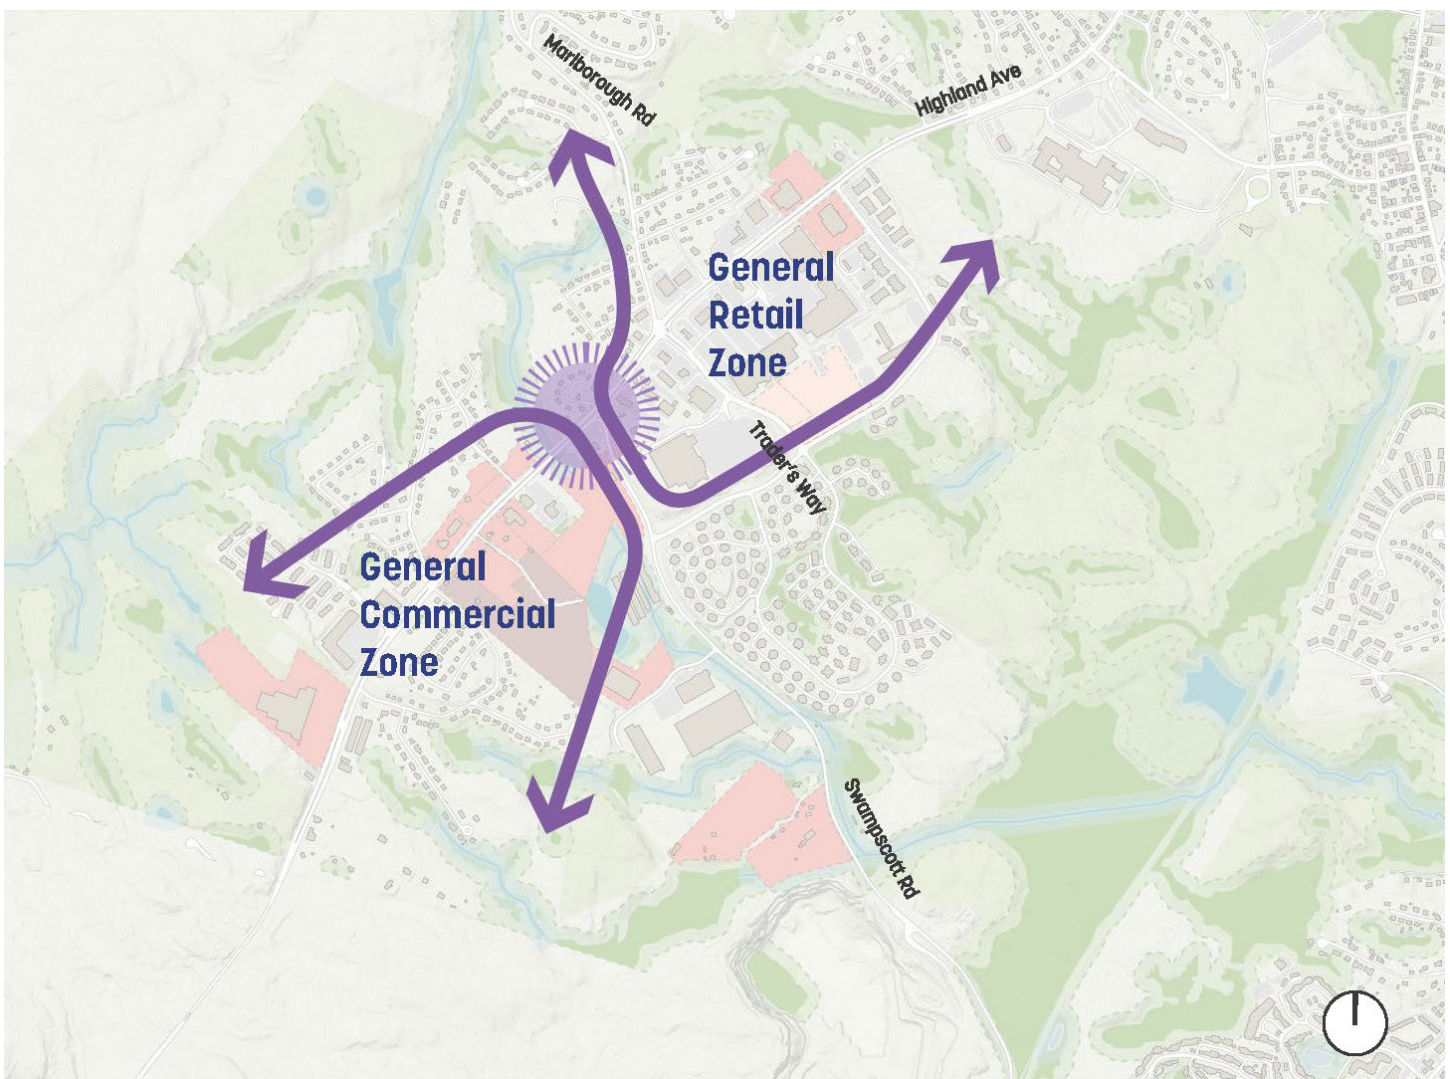 Marlborough Rd
Highland Ave
General
Retail
Zone
Trader's Way
General
Commercial
Zone
Swampscott Rd